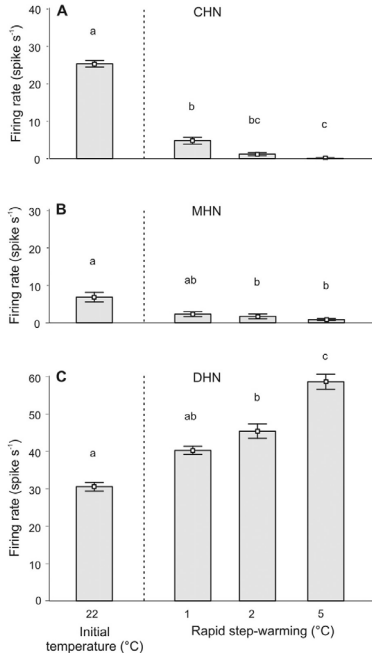 A
CHN
Firing rate (spike s⁻¹)
40
30
20
10
0
a
b
bc
c
B
MHN
Firing rate (spike s⁻¹)
30
20
10
0
a
ab
b
b
C
DHN
Firing rate (spike s⁻¹)
60
50
40
30
20
10
0
a
ab
b
c
22
1
2
5
Initial
temperature (°C)
Rapid step-warming (°C)